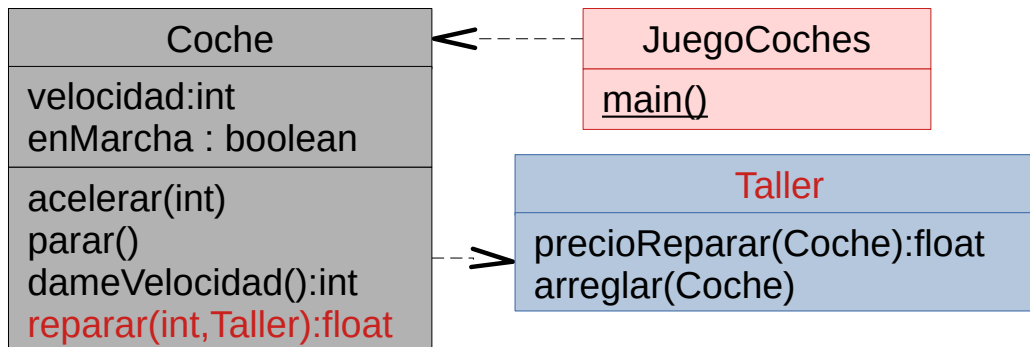 Coche
velocidad:int
enMarcha : boolean
acelerar(int)
parar()
dameVelocidad():int
reparar(int,Taller):float
JuegoCoches
main()
Taller
precioReparar(Coche):float
arreglar(Coche)